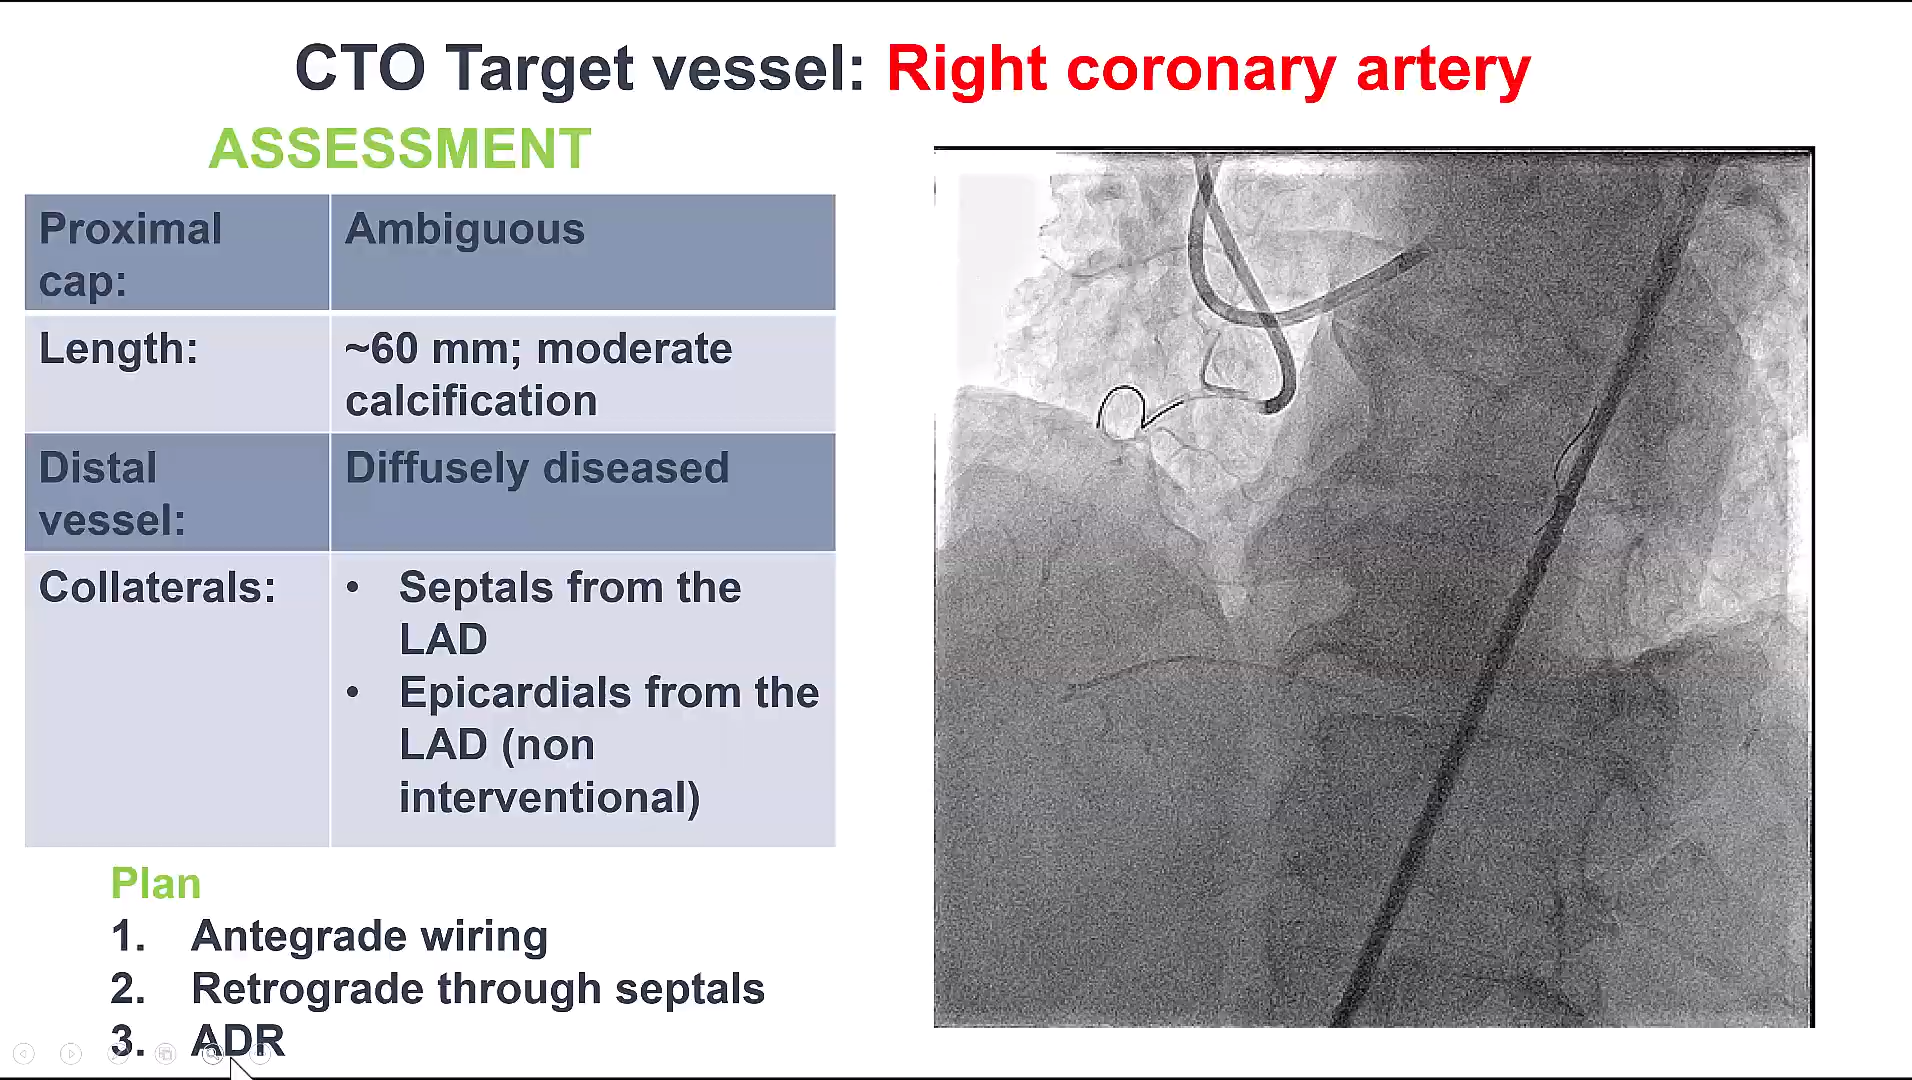 CTO Target vessel: Right coronary artery
ASSESSMENT
Proximal
cap:
Ambiguous
Length:
~60 mm; moderate
calcification
Distal
vessel:
Diffusely diseased
Collaterals:
• Septals from the
LAD
• Epicardials from the
LAD (non
interventional)
Plan
1. Antegrade wiring
2. Retrograde through septals
3. ADR